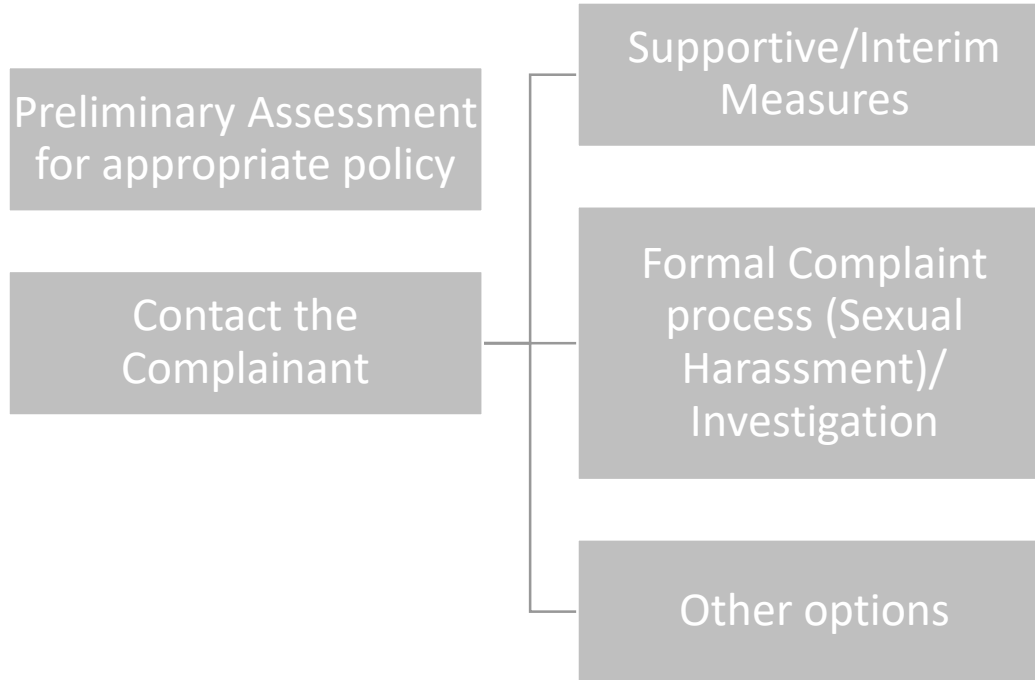 Preliminary Assessment
for appropriate policy
Contact the
Complainant
Supportive/Interim
Measures
Formal Complaint
process (Sexual
Harassment)/
Investigation
Other options